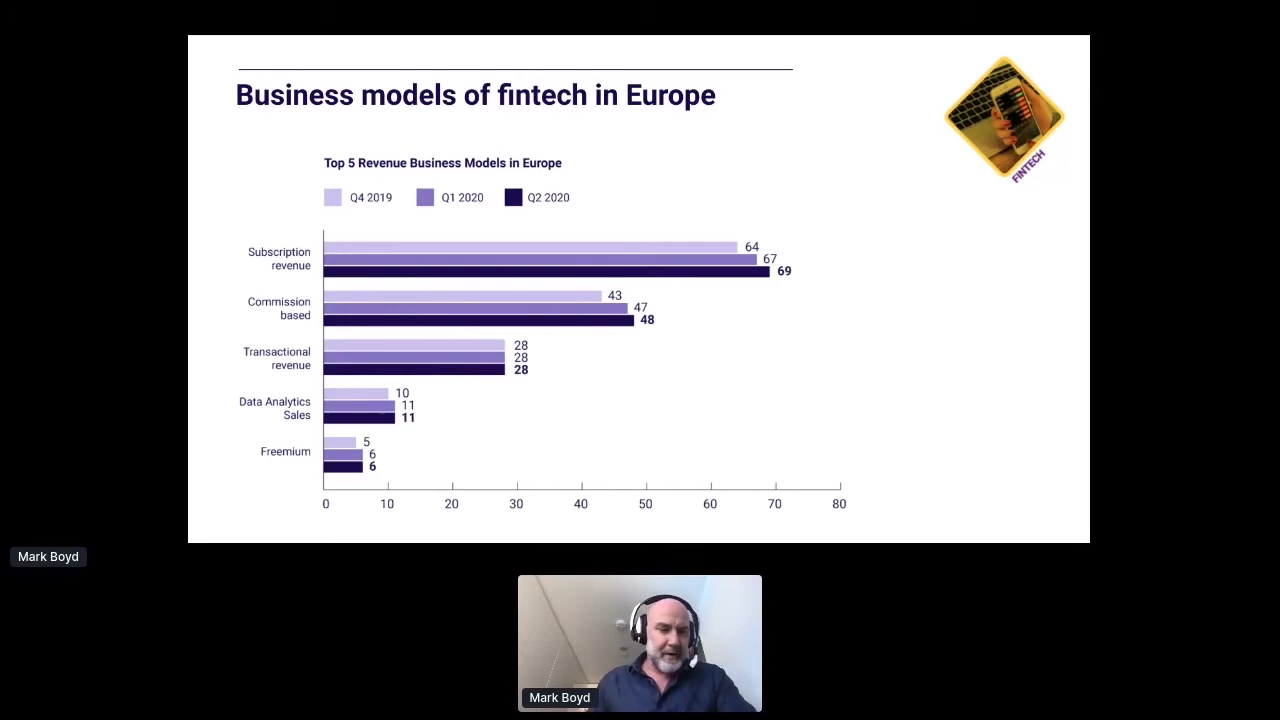 Business models of fintech in Europe
FINTECH
Top 5 Revenue Business Models in Europe
Q4 2019 Q1 2020 Q2 2020
Subscription
revenue
64
67
69
Commission
based
43
47
48
Transactional
revenue
28
28
28
Data Analytics
Sales
10
11
11
Freemium
5
6
6
0 10 20 30 40 50 60 70 80
Mark Boyd
Mark Boyd